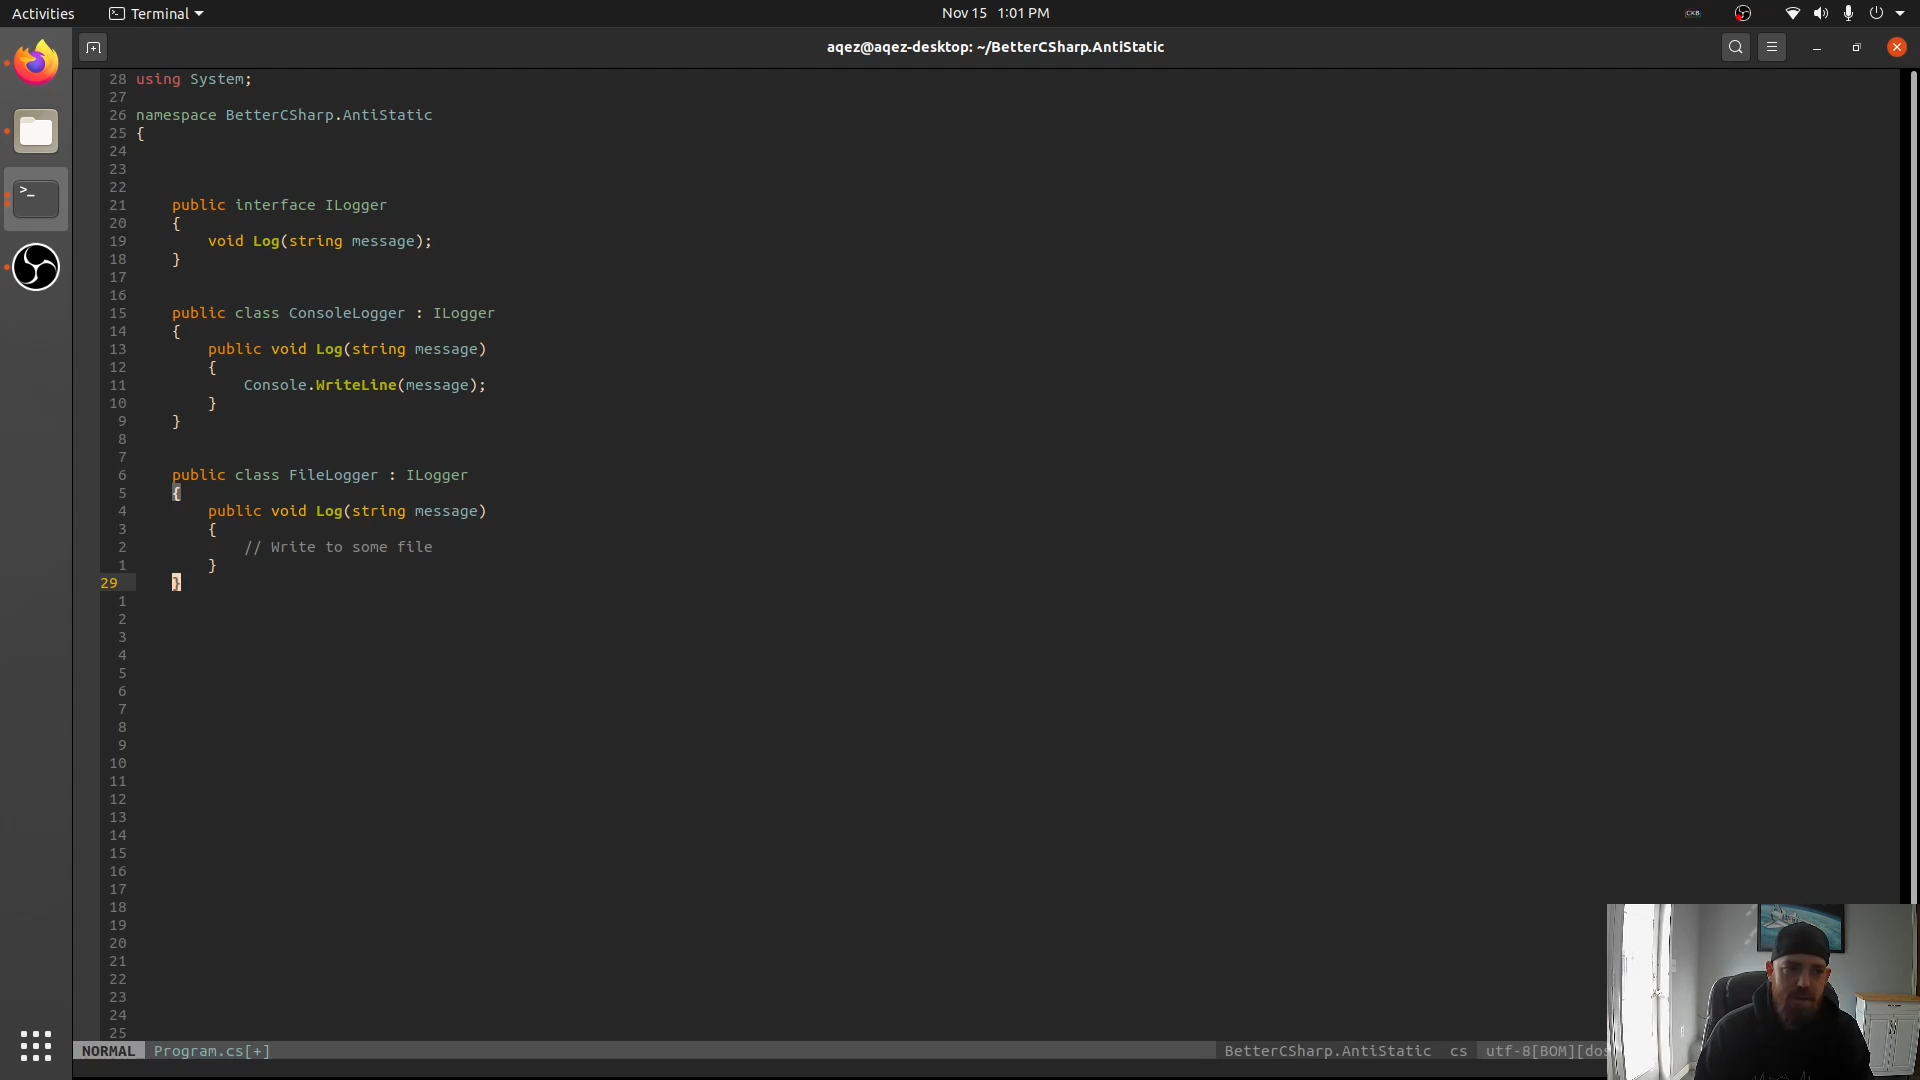 Activities
Terminal
Nov 15 1:01 PM
CKB
aqez@aqez-desktop: ~/BetterCSharp.AntiStatic
28 using System;
27
26 namespace BetterCSharp.AntiStatic
25 {
24
23
22
21 public interface ILogger
20 {
19 void Log(string message);
18 }
17
16
15 public class ConsoleLogger : ILogger
14 {
13 public void Log(string message)
12 {
11 Console.WriteLine(message);
10 }
9 }
8
7
6 public class FileLogger : ILogger
5 {
4 public void Log(string message)
3 {
2 // Write to some file
1 }
29 }
1
2
3
4
5
6
7
8
9
10
11
12
13
14
15
16
17
18
19
20
21
22
23
24
25
NORMAL Program.cs[+] BetterCSharp.AntiStatic cs utf-8[BOM][dos